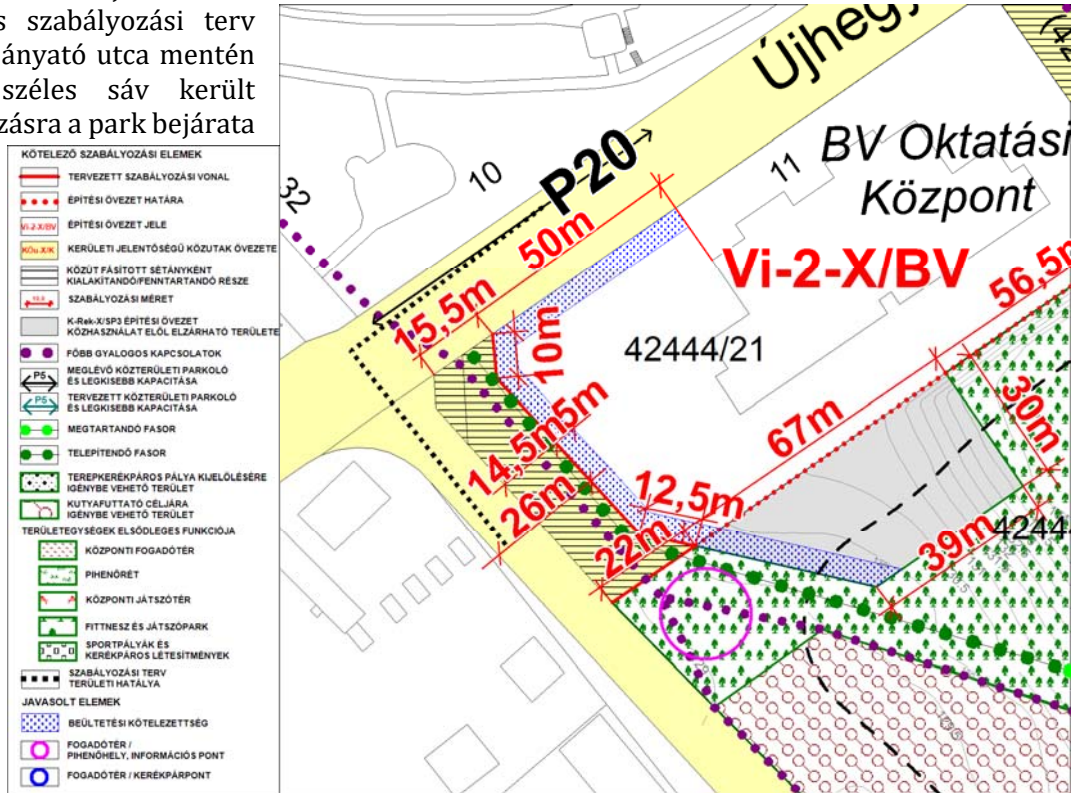 s szabályozási terv
ányató utca mentén
széles sáv került
zásra a park bejárata
KÖTELEZŐ SZABÁLYOZÁSI ELEMEK
TERVEZETT SZABÁLYOZÁSI VONAL
ÉPÍTÉSI ÖVEZET HATÁRA
Vi-2-X/BV
ÉPÍTÉSI ÖVEZET JELE
KÖu-X/K
KERÜLETI JELENTŐSÉGŰ KÖZUTAK ÖVEZETE
KÖZÚT FÁSÍTOTT SÉTÁNYKÉNT
KIALAKÍTANDÓ/FENNTARTANDÓ RÉSZE
SZABÁLYOZÁSI MÉRET
K-Rek-X/SP3 ÉPÍTÉSI ÖVEZET
KÖZHASZNÁLAT ELŐL ELZÁRHATÓ TERÜLETE
FŐBB GYALOGOS KAPCSOLATOK
P5
MEGLÉVŐ KÖZTERÜLETI PARKOLÓ
ÉS LEGKISEBB KAPACITÁSA
P5
TERVEZETT KÖZTERÜLETI PARKOLÓ
ÉS LEGKISEBB KAPACITÁSA
MEGTARTANDÓ FASOR
TELEPÍTENDŐ FASOR
TEREPKERÉKPÁROS PÁLYA KIJELÖLÉSÉRE
IGÉNYBE VEHETŐ TERÜLET
KUTYAFUTTATÓ CÉLJÁRA
IGÉNYBE VEHETŐ TERÜLET
TERÜLETEGYSÉGEK ELSŐDLEGES FUNKCIÓJA
KÖZPONTI FOGADÓTÉR
PIHENŐRÉT
KÖZPONTI JÁTSZÓTÉR
FITTNESZ ÉS JÁTSZÓPARK
SPORTPÁLYÁK ÉS
KERÉKPÁROS LÉTESÍTMÉNYEK
SZABÁLYOZÁSI TERV
TERÜLETI HATÁLYA
JAVASOLT ELEMEK
BEÜLTETÉSI KÖTELEZETTSÉG
FOGADÓTÉR /
PIHENŐHELY, INFORMÁCIÓS PONT
FOGADÓTÉR / KERÉKPÁRPONT
Újhegy
(42
32
10
P20
11
BV Oktatási
Központ
50m
Vi-2-X/BV
56,5m
15,5m
10m
42444/21
30m
5m
14,5m
67m
26m
12,5m
22m
39m
4244